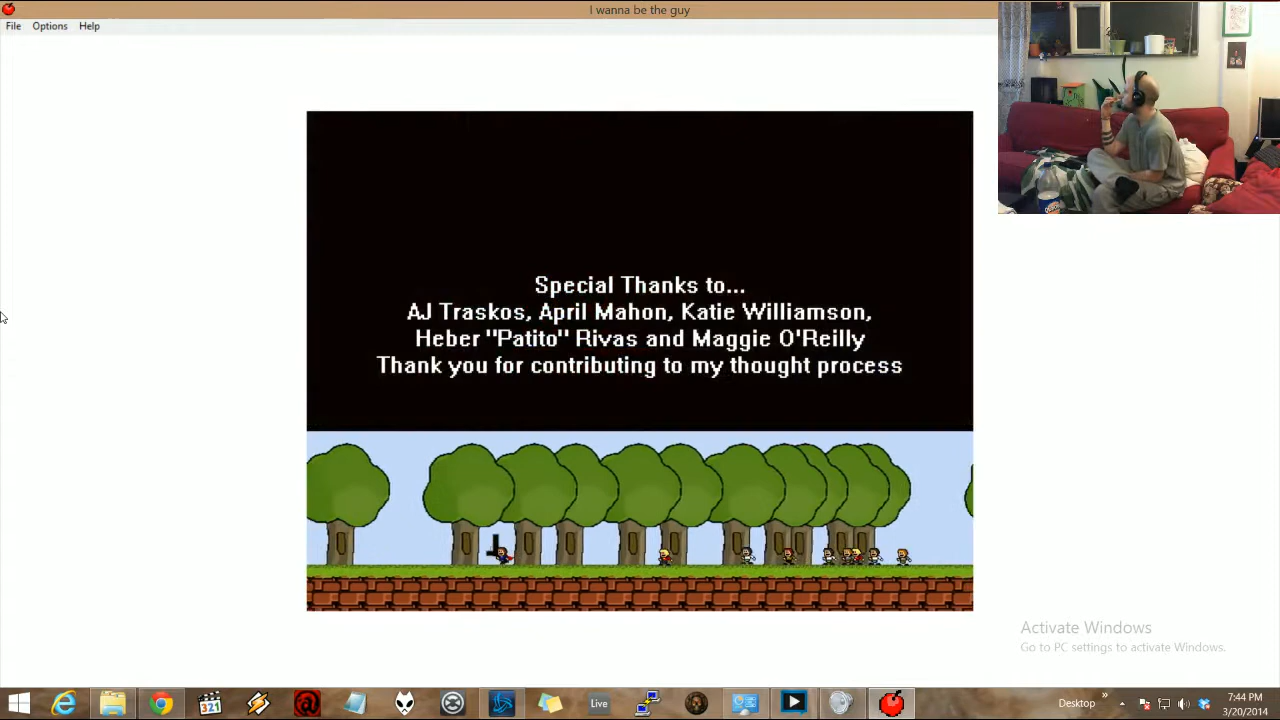 I wanna be the guy
File Options Help
Special Thanks to...
AJ Traskos, April Mahon, Katie Williamson,
Heber "Patito" Rivas and Maggie O'Reilly
Thank you for contributing to my thought process
Activate Windows
Go to PC settings to activate Windows.
321
Live
Desktop
7:44 PM
3/20/2014